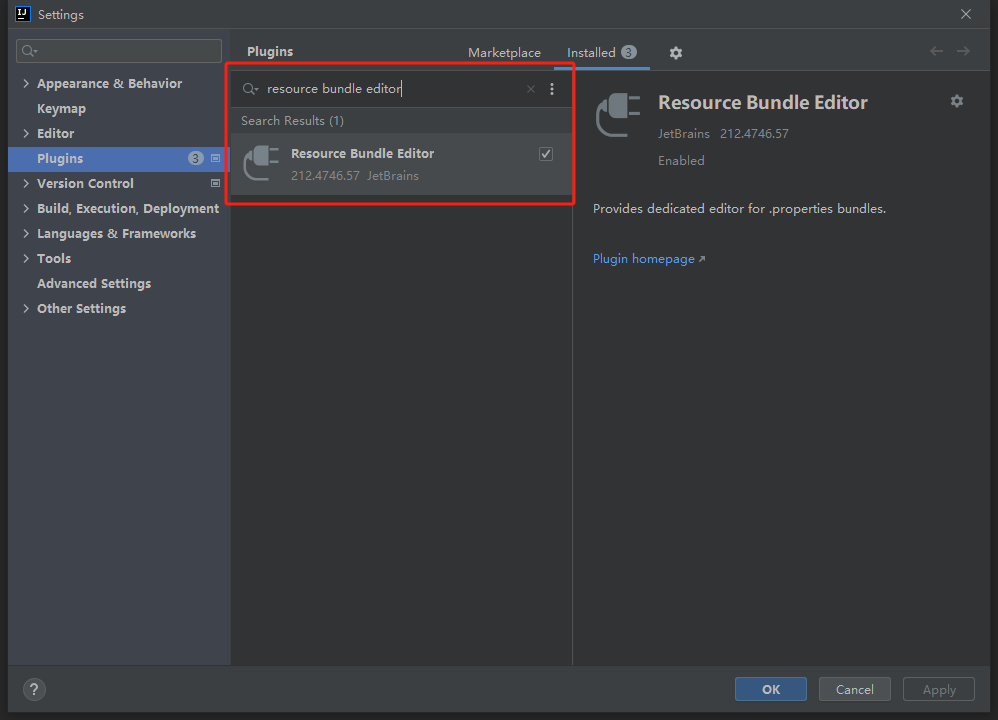 Settings
Plugins
Marketplace
Installed 3
Appearance & Behavior
Keymap
Editor
Plugins 3
Version Control
Build, Execution, Deployment
Languages & Frameworks
Tools
Advanced Settings
Other Settings
resource bundle editor
Search Results (1)
Resource Bundle Editor
212.4746.57 JetBrains
Resource Bundle Editor
JetBrains 212.4746.57
Enabled
Provides dedicated editor for .properties bundles.
Plugin homepage ↗
?
OK
Cancel
Apply